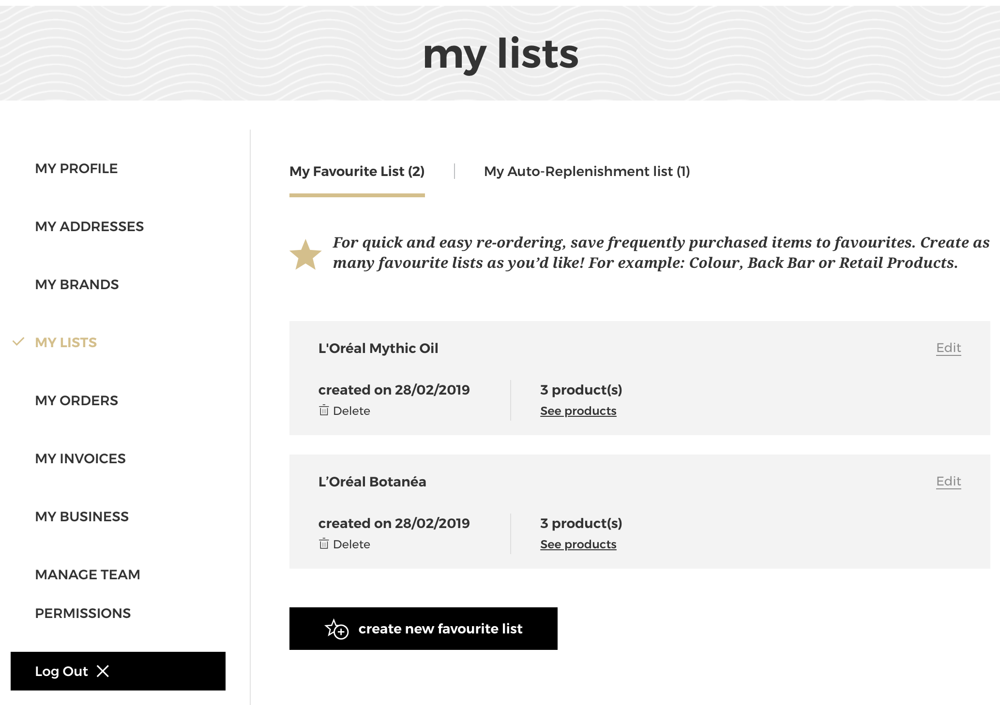 my lists
MY PROFILE
MY ADDRESSES
MY BRANDS
MY LISTS
MY ORDERS
MY INVOICES
MY BUSINESS
MANAGE TEAM
PERMISSIONS
Log Out
My Favourite List (2)
My Auto-Replenishment list (1)
For quick and easy re-ordering, save frequently purchased items to favourites. Create as
many favourite lists as you’d like! For example: Colour, Back Bar or Retail Products.
L'Oréal Mythic Oil
Edit
created on 28/02/2019
3 product(s)
Delete
See products
L’Oréal Botanéa
Edit
created on 28/02/2019
3 product(s)
Delete
See products
create new favourite list